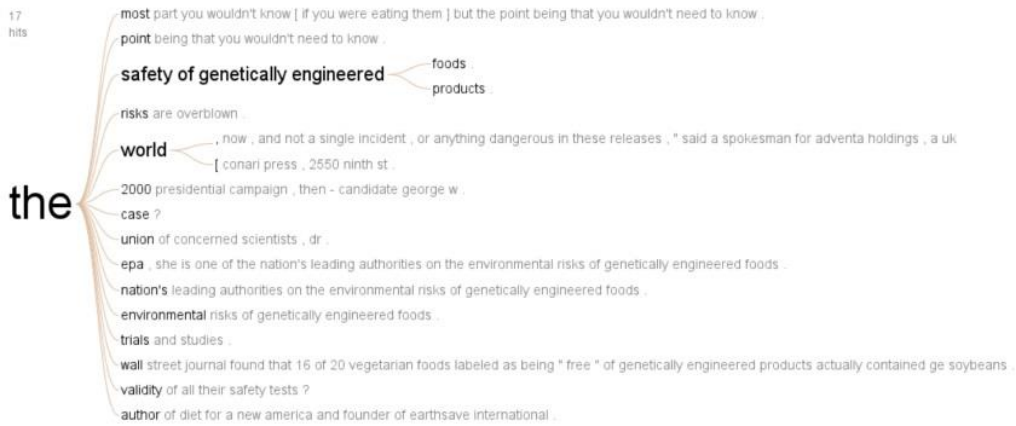 17
hits
most part you wouldn't know [ if you were eating them ] but the point being that you wouldn't need to know .
point being that you wouldn't need to know .
safety of genetically engineered
foods .
products .
risks are overblown .
world
, now , and not a single incident , or anything dangerous in these releases , " said a spokesman for adventa holdings , a uk
[ conari press , 2550 ninth st .
the
2000 presidential campaign , then - candidate george w .
case ?
union of concerned scientists , dr .
epa , she is one of the nation's leading authorities on the environmental risks of genetically engineered foods .
nation's leading authorities on the environmental risks of genetically engineered foods .
environmental risks of genetically engineered foods .
trials and studies .
wall street journal found that 16 of 20 vegetarian foods labeled as being " free " of genetically engineered products actually contained ge soybeans .
validity of all their safety tests ?
author of diet for a new america and founder of earthsave international .